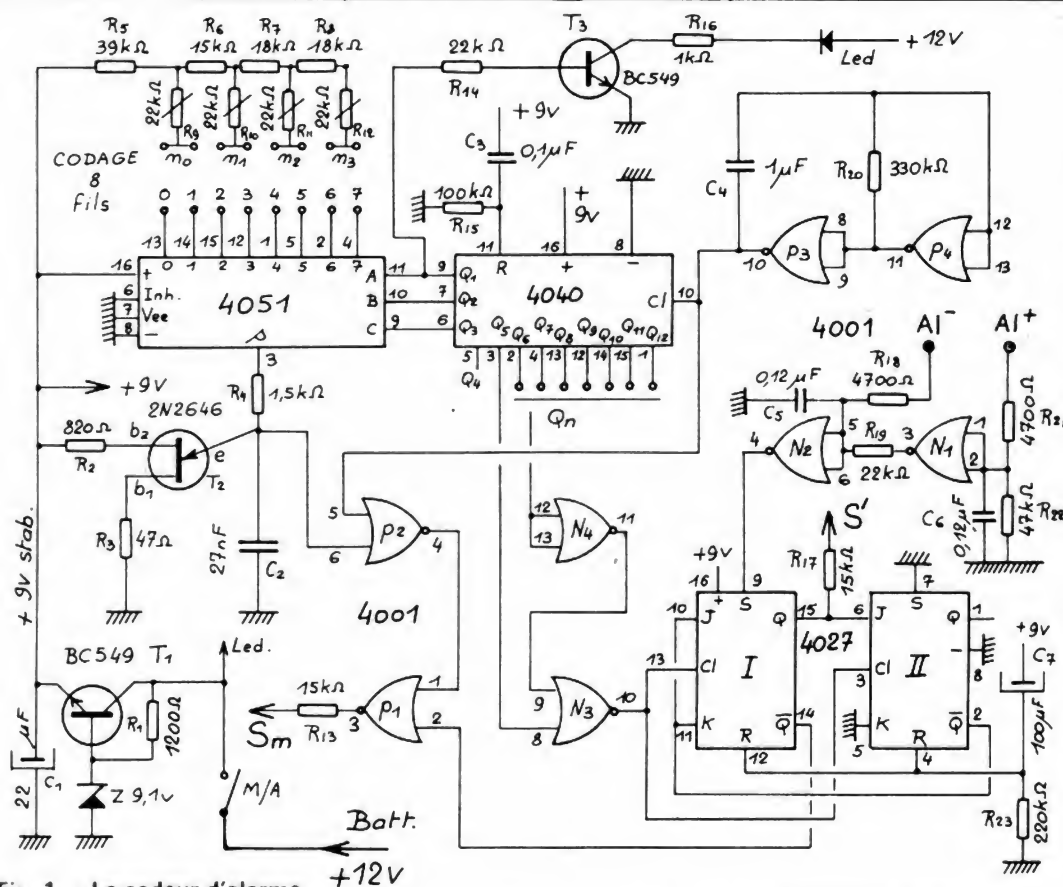 R5
39kΩ
R6
15kΩ
R7
18kΩ
R8
18kΩ
22kΩ
R9
22kΩ
R10
22kΩ
R11
22kΩ
R12
CODAGE
8
fils
m0
m1
m2
m3
0 1 2 3 4 5 6 7
13 14 15 12 1 5 2 4
0 1 2 3 4 5 6 7
16 +
6 Inh.
7 Vee
8 -
4051
A 11
B 10
C 9
3
+9V
R4
1,5kΩ
2N2646
820Ω
R2
b2
b1
e
T2
R3
47Ω
27nF
C2
+ 9V stab.
BC549
T1
22 µF
C1
R1
1200Ω
Z 9,1V
Led.
M/A
Batt.
+12V
22kΩ
R14
T3
BC549
R16
1kΩ
Led
+12V
+9V
C3
0,1µF
100kΩ
R15
+
9V
11 16 8
R + -
4040
9 Q1
7 Q2
6 Q3
Cl 10
Q5 Q6 Q7 Q8 Q9 Q10 Q11 Q12
5 3 2 4 13 12 14 15 1
Q4
Qn
C4
1µF
R20
330kΩ
10
P3
8
9
11
P4
12
13
4001
Al-
Al+
0,12µF
C5
R18
4700Ω
4700Ω
4
N2
5
6
R19
22kΩ
3
N1
1
2
C6
0,12µF
47kΩ
R22
5
6
P2
4
4001
12
13
N4
11
9
8
N3
10
15kΩ
Sm
R13
3
P1
1
2
S'
R17
15kΩ
+9V
16
+
9
S
10
J
13
Cl
11
K
I
Q
15
Q̅
14
R
12
4027
7
S
6
J
3
Cl
5
K
II
Q
1
-
8
Q̅
2
R
4
+9V
C7
100µF
R23
220kΩ